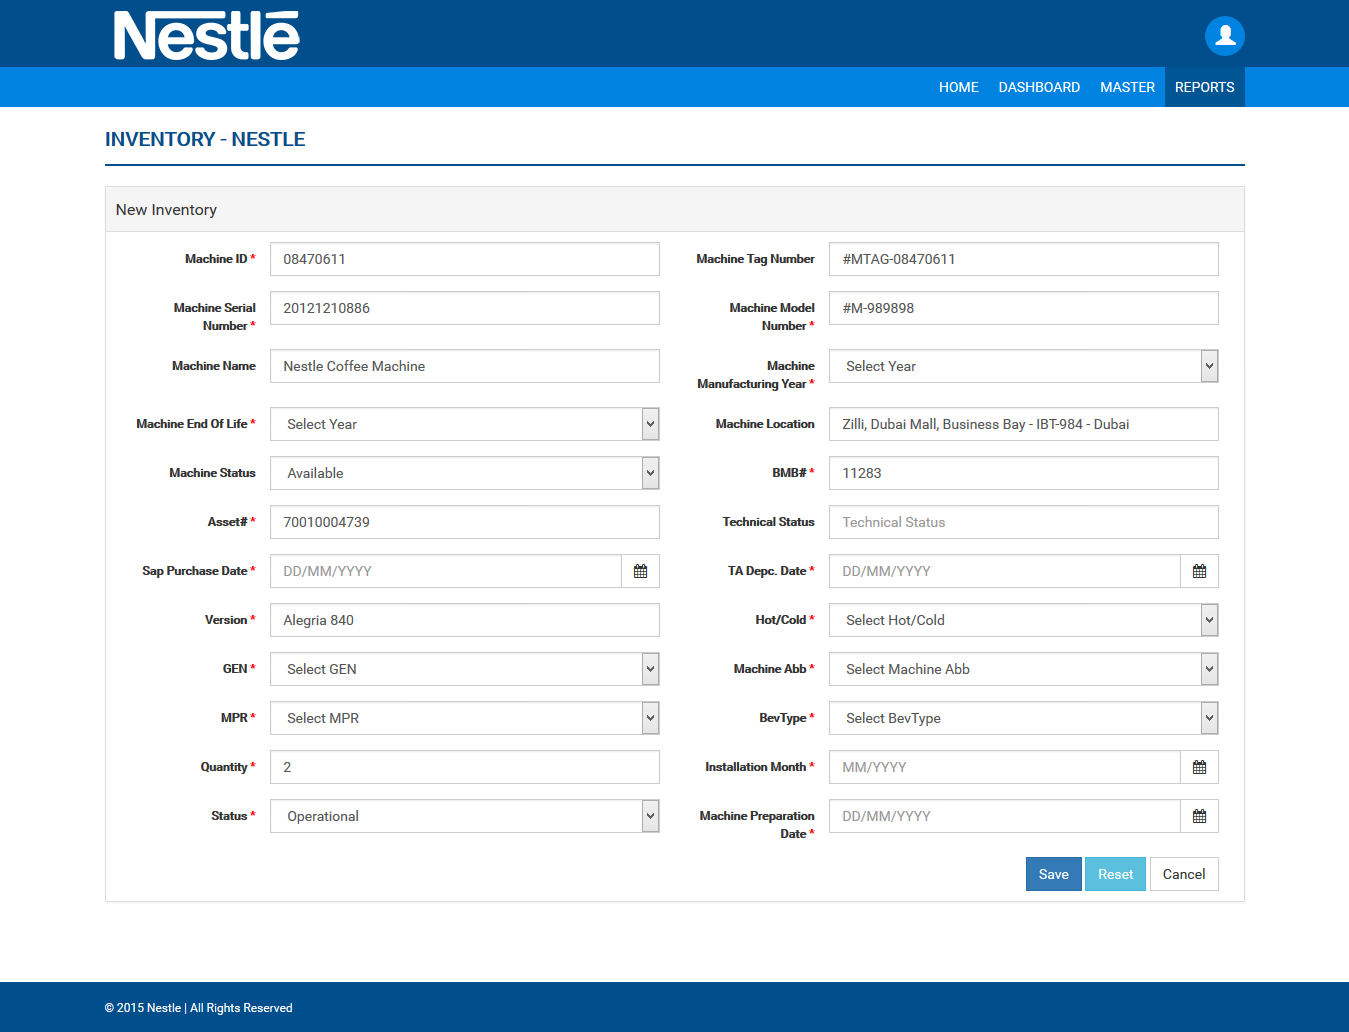 Nestlé
HOME DASHBOARD MASTER REPORTS
INVENTORY - NESTLE
New Inventory
Machine ID * 08470611
Machine Tag Number #MTAG-08470611
Machine Serial
Number * 20121210886
Machine Model
Number * #M-989898
Machine Name Nestle Coffee Machine
Machine
Manufacturing Year * Select Year
Machine End Of Life * Select Year
Machine Location Zilli, Dubai Mall, Business Bay - IBT-984 - Dubai
Machine Status Available
BMB# * 11283
Asset# * 70010004739
Technical Status Technical Status
Sap Purchase Date * DD/MM/YYYY
TA Depc. Date * DD/MM/YYYY
Version * Alegria 840
Hot/Cold * Select Hot/Cold
GEN * Select GEN
Machine Abb * Select Machine Abb
MPR * Select MPR
BevType * Select BevType
Quantity * 2
Installation Month * MM/YYYY
Status * Operational
Machine Preparation
Date * DD/MM/YYYY
Save Reset Cancel
© 2015 Nestle | All Rights Reserved